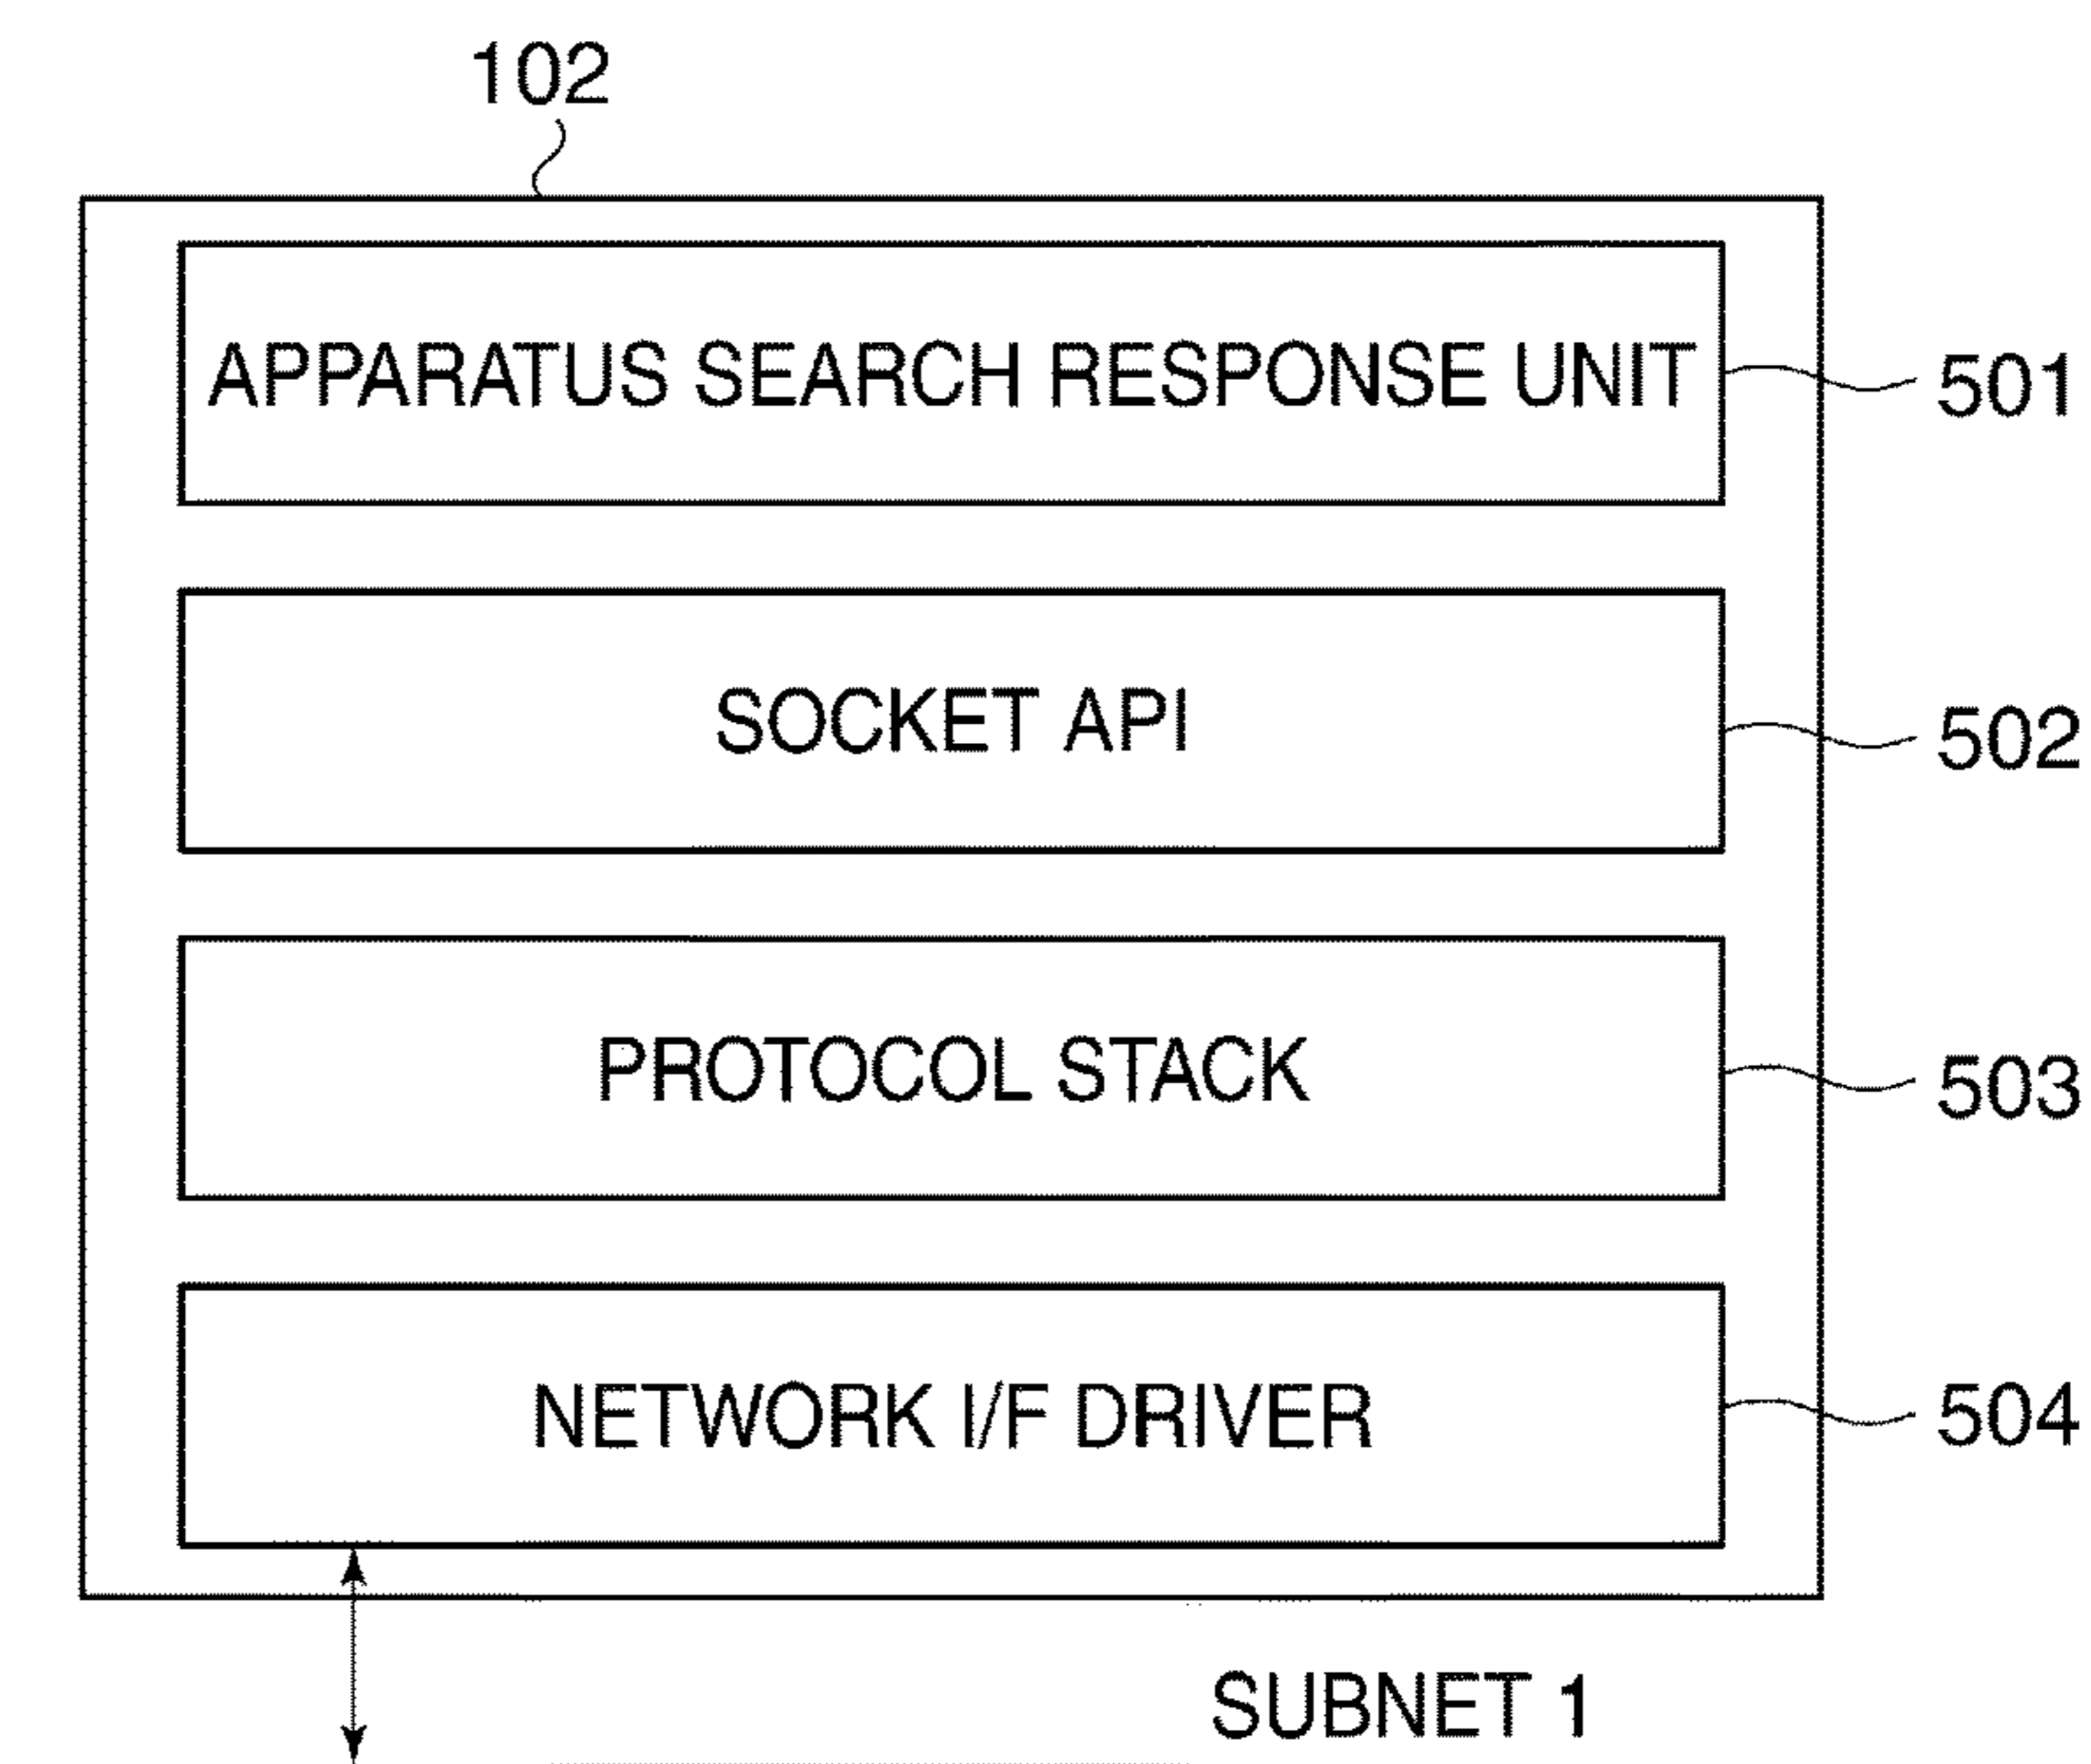 102
APPARATUS SEARCH RESPONSE UNIT
501
SOCKET API
502
PROTOCOL STACK
503
NETWORK I/F DRIVER
504
SUBNET 1